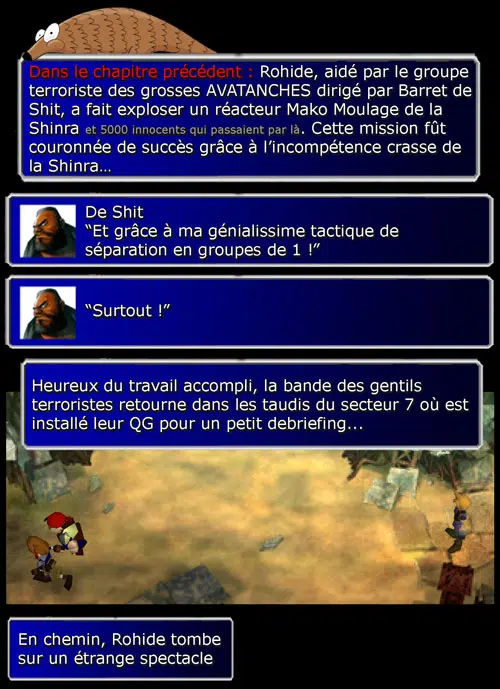 Dans le chapitre précédent : Rohide, aidé par le groupe
terroriste des grosses AVATANCHES dirigé par Barret de
Shit, a fait exploser un réacteur Mako Moulage de la
Shinra et 5000 innocents qui passaient par là. Cette mission fût
couronnée de succès grâce à l’incompétence crasse de
la Shinra...
De Shit
“Et grâce à ma génialissime tactique de
séparation en groupes de 1 !”
“Surtout !”
Heureux du travail accompli, la bande des gentils
terroristes retourne dans les taudis du secteur 7 où est
installé leur QG pour un petit debriefing...
En chemin, Rohide tombe
sur un étrange spectacle